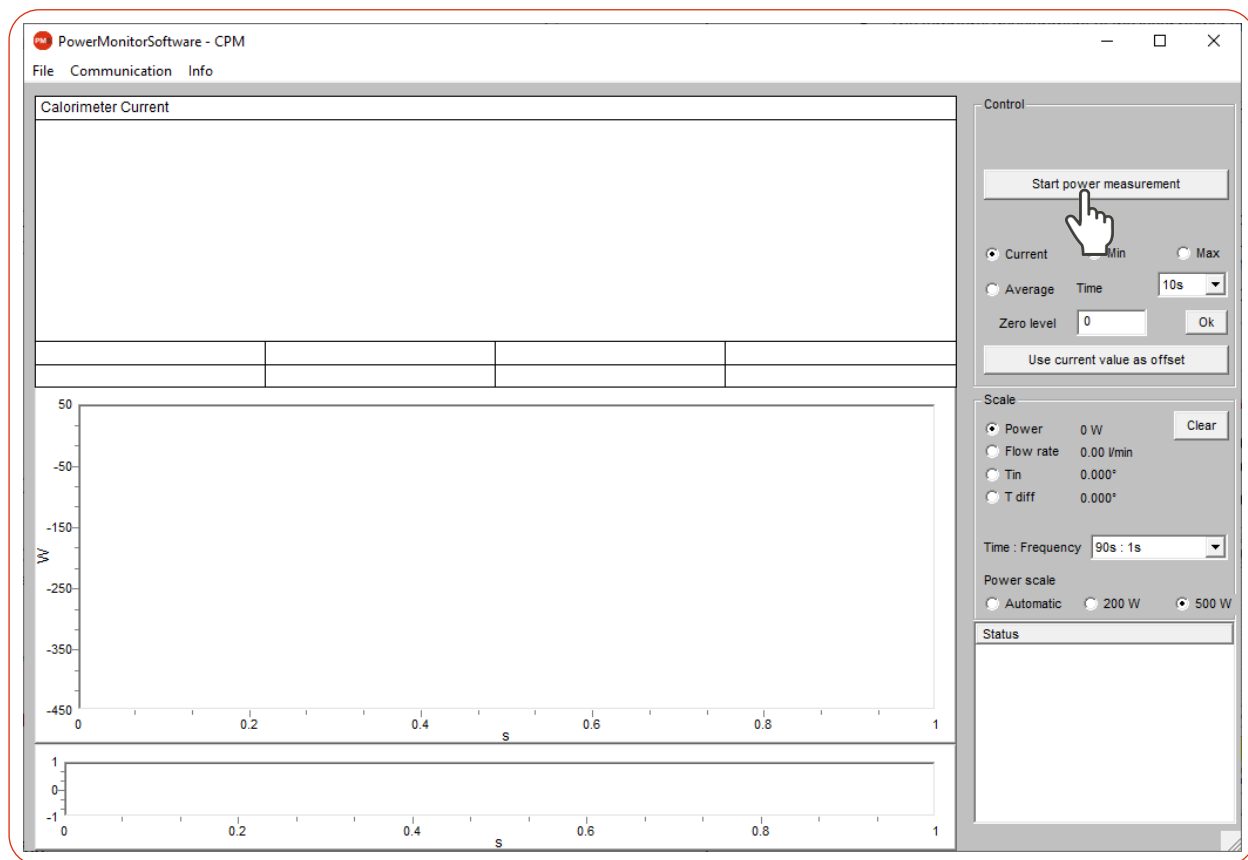 PM PowerMonitorSoftware - CPM
File Communication Info
Calorimeter Current
50
-50
-150
-250
-350
-450
W
0 0.2 0.4 0.6 0.8 1
s
1
0
-1
0 0.2 0.4 0.6 0.8 1
s
Control
Start power measurement
Current Min Max
Average Time 10s
Zero level 0 Ok
Use current value as offset
Scale
Power 0 W Clear
Flow rate 0.00 l/min
Tin 0.000°
T diff 0.000°
Time : Frequency 90s : 1s
Power scale
Automatic 200 W 500 W
Status